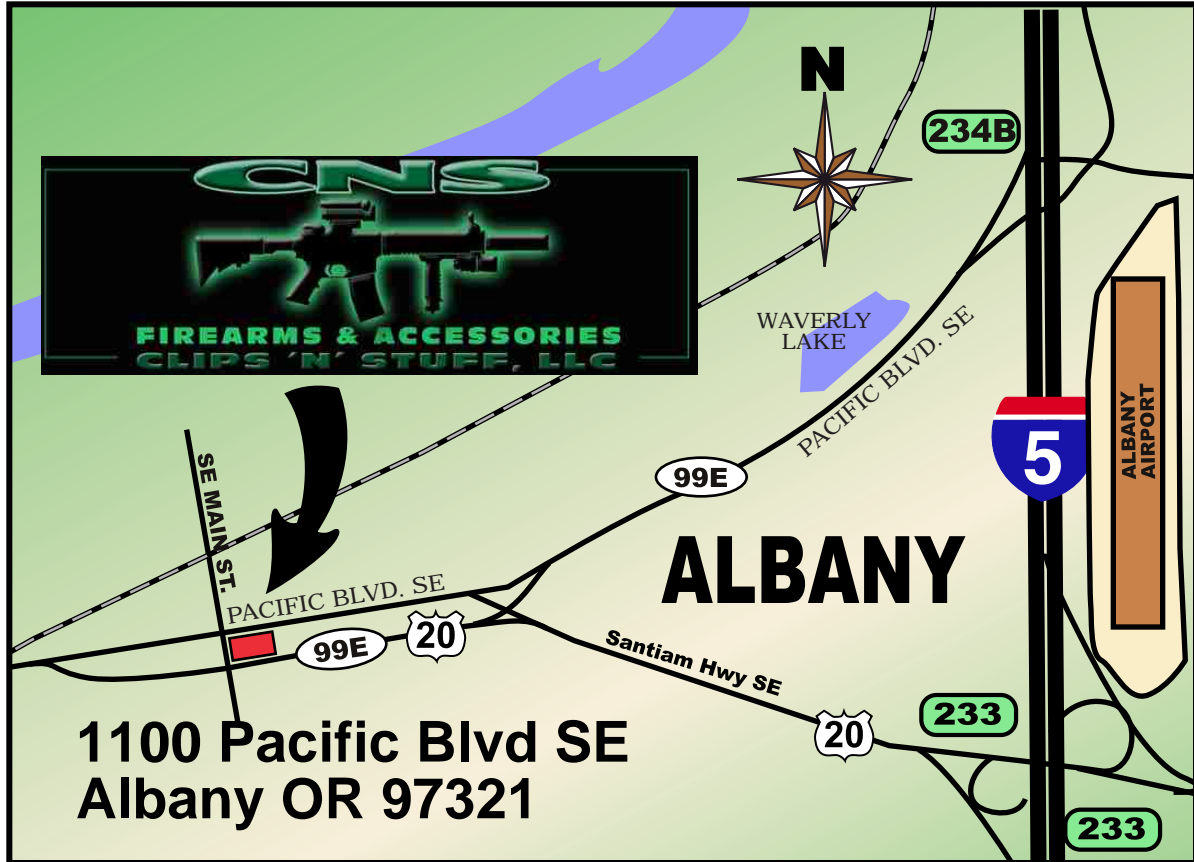 N
234B
CNS
FIREARMS & ACCESSORIES
CLIPS 'N' STUFF, LLC
WAVERLY
LAKE
PACIFIC BLVD. SE
5
ALBANY
AIRPORT
SE MAIN ST.
99E
ALBANY
PACIFIC BLVD. SE
99E
20
Santiam Hwy SE
20
233
233
1100 Pacific Blvd SE
Albany OR 97321